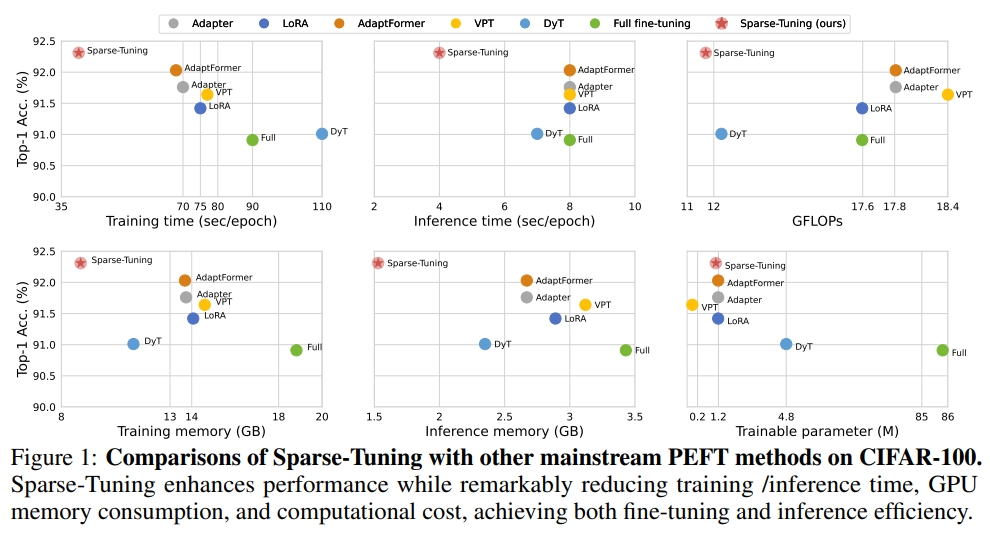 Adapter LoRA AdaptFormer VPT DyT Full fine-tuning Sparse-Tuning (ours)
Top-1 Acc. (%)
92.5
92.0
91.5
91.0
90.5
90.0
Sparse-Tuning
AdaptFormer
Adapter
VPT
LoRA
Full
DyT
35 70 75 80 90 110
Training time (sec/epoch)
Sparse-Tuning
AdaptFormer
Adapter
VPT
LoRA
DyT
Full
2 4 6 8 10
Inference time (sec/epoch)
Sparse-Tuning
AdaptFormer
Adapter
VPT
LoRA
DyT
Full
11 12 17.6 17.8 18.4
GFLOPs
Top-1 Acc. (%)
92.5
92.0
91.5
91.0
90.5
90.0
Sparse-Tuning
AdaptFormer
Adapter
VPT
LoRA
DyT
Full
8 13 14 18 20
Training memory (GB)
Sparse-Tuning
AdaptFormer
Adapter
VPT
LoRA
DyT
Full
1.5 2 2.5 3 3.5
Inference memory (GB)
Sparse-Tuning
AdaptFormer
Adapter
VPT
LoRA
DyT
Full
0.2 1.2 4.8 85 86
Trainable parameter (M)
Figure 1: Comparisons of Sparse-Tuning with other mainstream PEFT methods on CIFAR-100.
Sparse-Tuning enhances performance while remarkably reducing training /inference time, GPU
memory consumption, and computational cost, achieving both fine-tuning and inference efficiency.